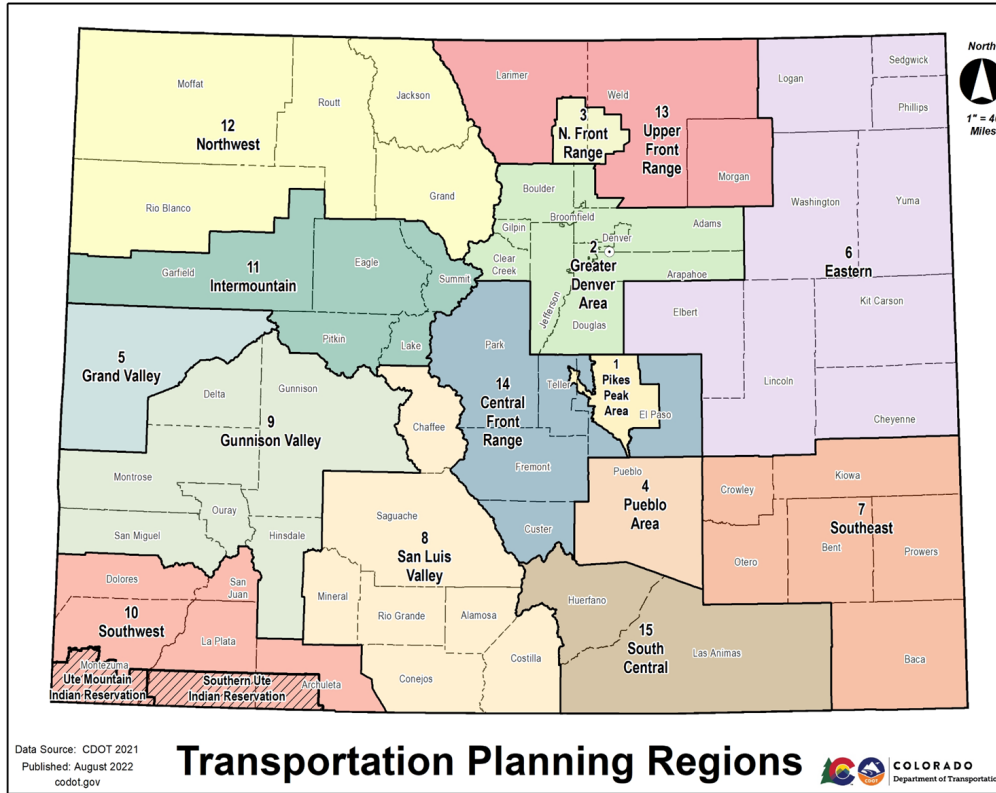 North
1" = 4
Miles
Moffat
Routt
Jackson
Larimer
Weld
Logan
Sedgwick
Phillips
12
Northwest
3
N. Front
Range
13
Upper
Front
Range
Morgan
Washington
Yuma
Rio Blanco
Grand
Boulder
Broomfield
Gilpin
Adams
Denver
Clear
Creek
2
Greater
Denver
Area
Arapahoe
Jefferson
Douglas
6
Eastern
Garfield
11
Intermountain
Eagle
Summit
Pitkin
Lake
Park
Elbert
Kit Carson
Lincoln
Cheyenne
5
Grand Valley
Delta
Gunnison
9
Gunnison Valley
Chaffee
14
Central
Front
Range
Teller
1
Pikes
Peak
Area
El Paso
Montrose
Ouray
San Miguel
Hinsdale
Saguache
8
San Luis
Valley
Fremont
Custer
Pueblo
4
Pueblo
Area
Crowley
Kiowa
7
Southeast
Otero
Bent
Prowers
Baca
Dolores
San
Juan
10
Southwest
La Plata
Montezuma
Ute Mountain
Indian Reservation
Southern Ute
Indian Reservation
Archuleta
Mineral
Rio Grande
Alamosa
Conejos
Costilla
Huerfano
15
South
Central
Las Animas
Data Source: CDOT 2021
Published: August 2022
codot.gov
Transportation Planning Regions
CDOT
COLORADO
Department of Transportation